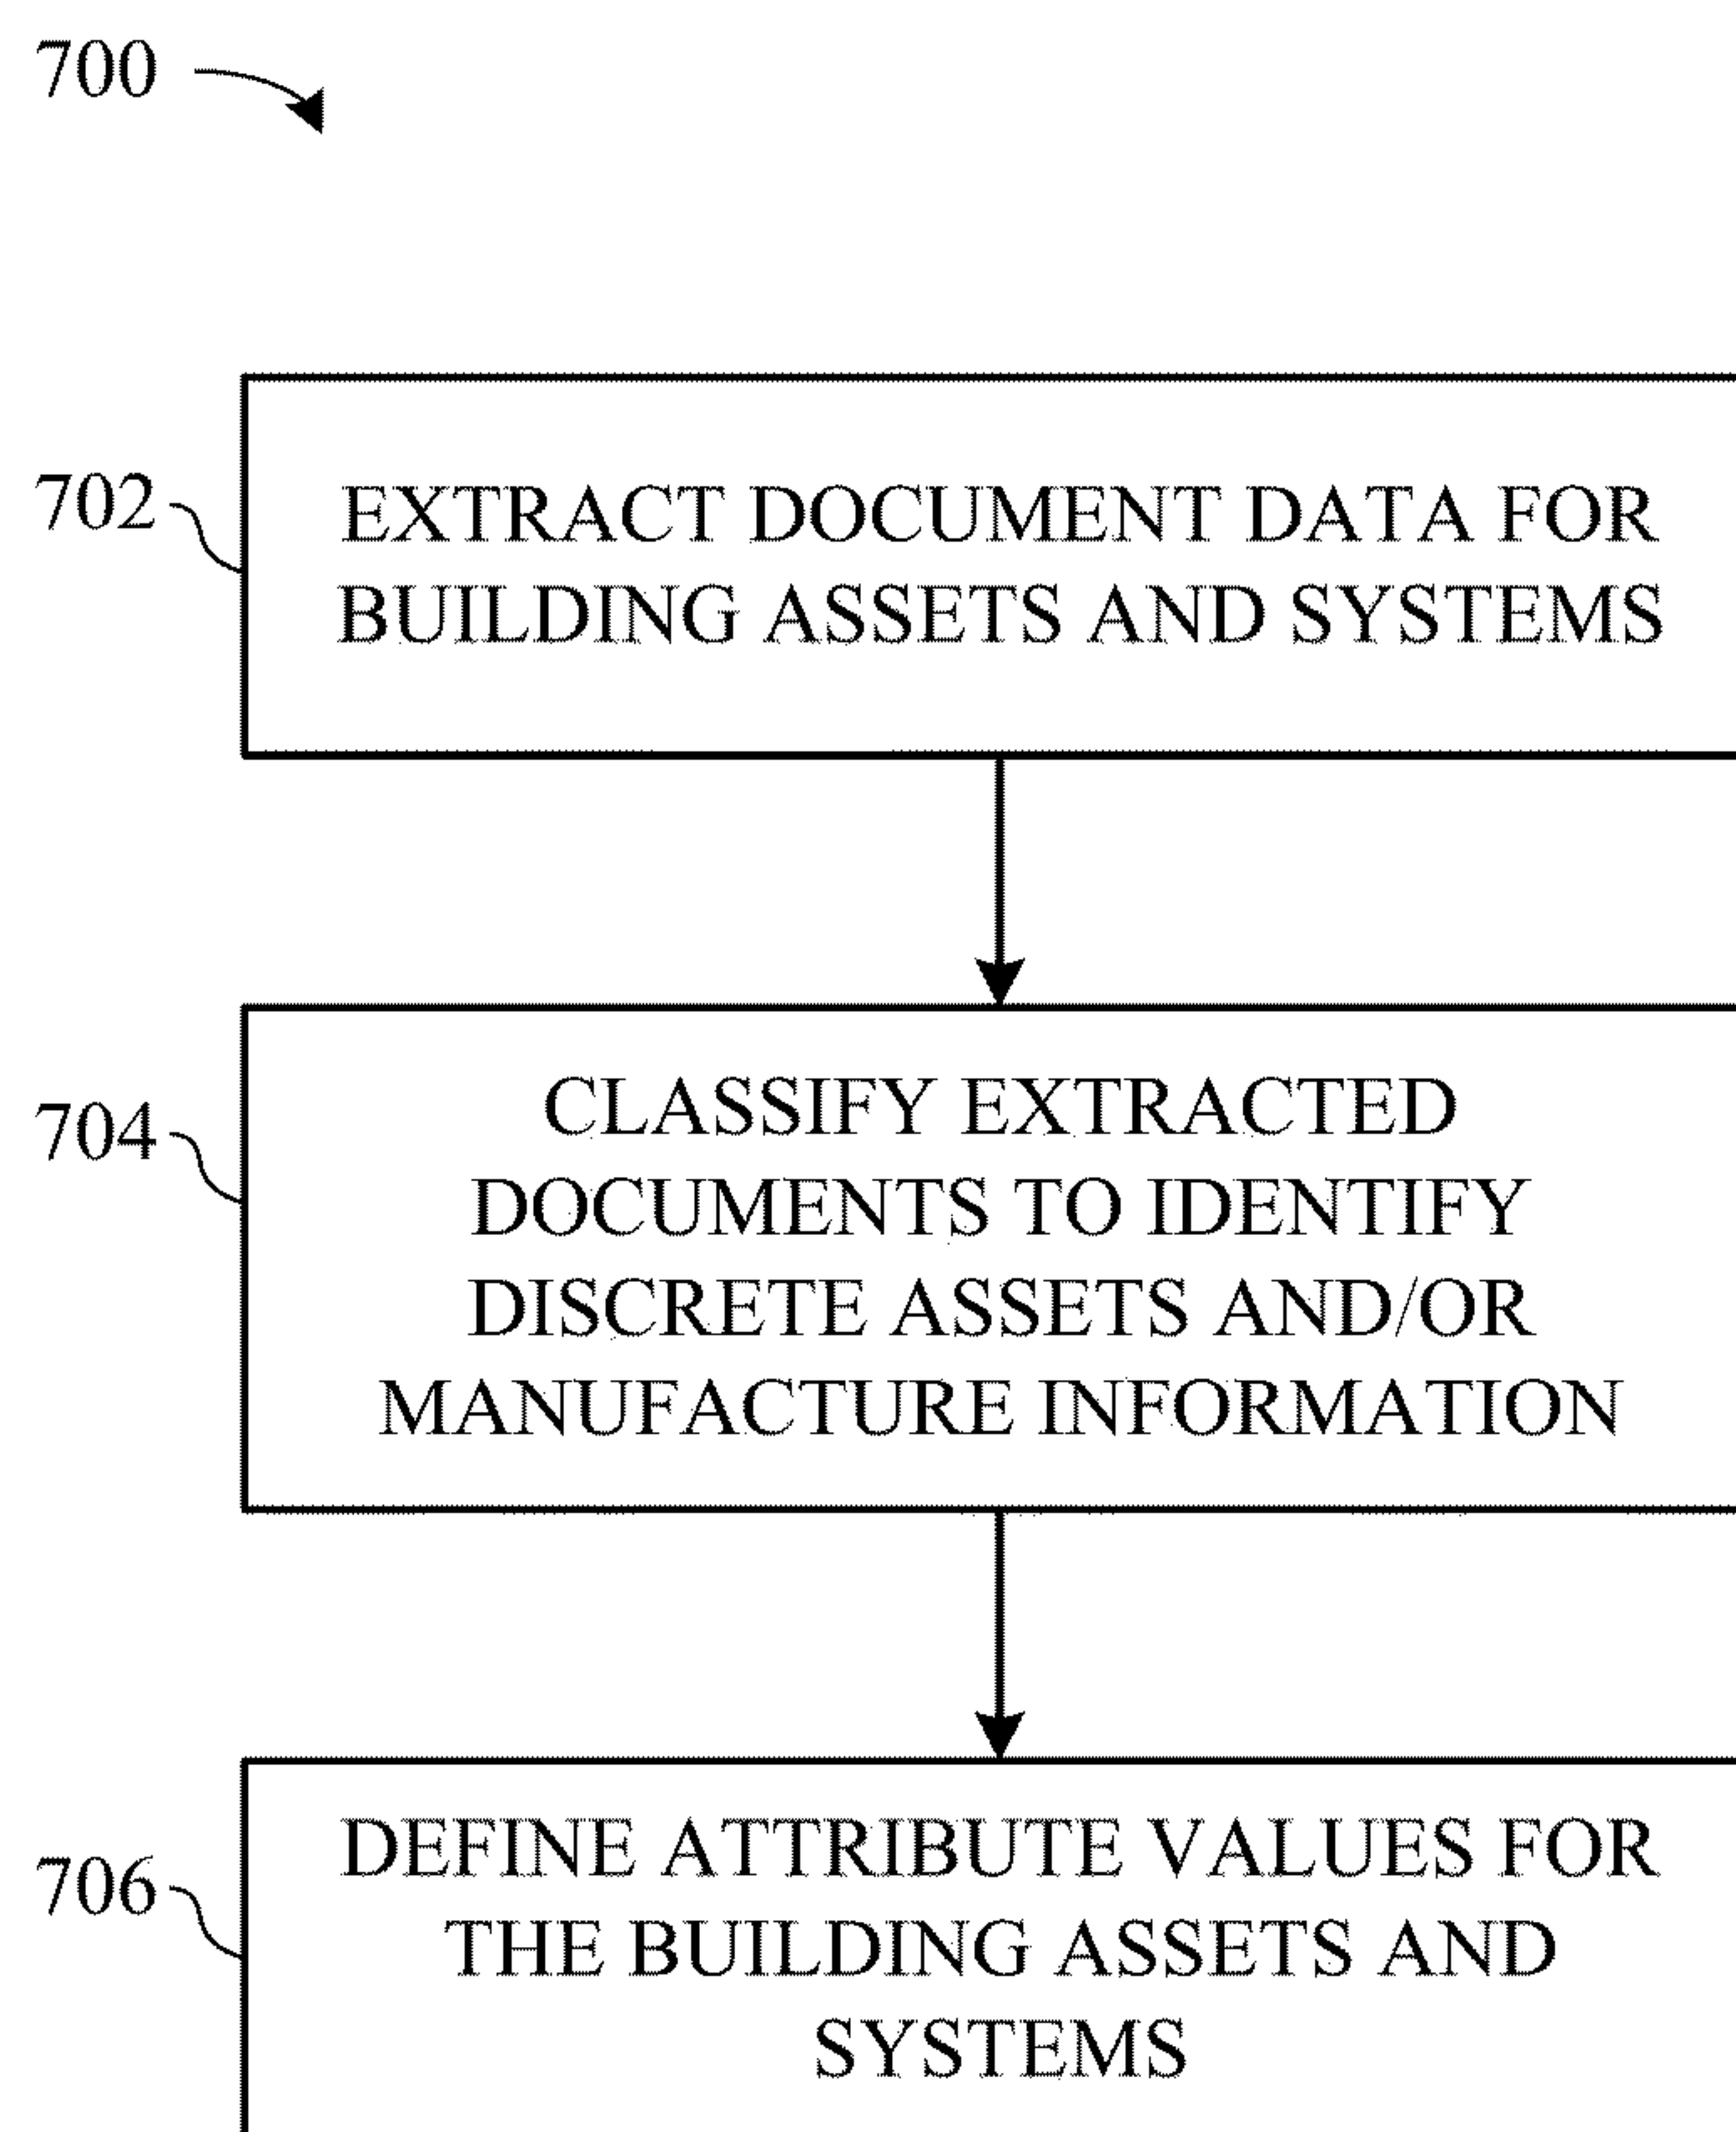 700
702
EXTRACT DOCUMENT DATA FOR
BUILDING ASSETS AND SYSTEMS
704
CLASSIFY EXTRACTED
DOCUMENTS TO IDENTIFY
DISCRETE ASSETS AND/OR
MANUFACTURE INFORMATION
706
DEFINE ATTRIBUTE VALUES FOR
THE BUILDING ASSETS AND
SYSTEMS